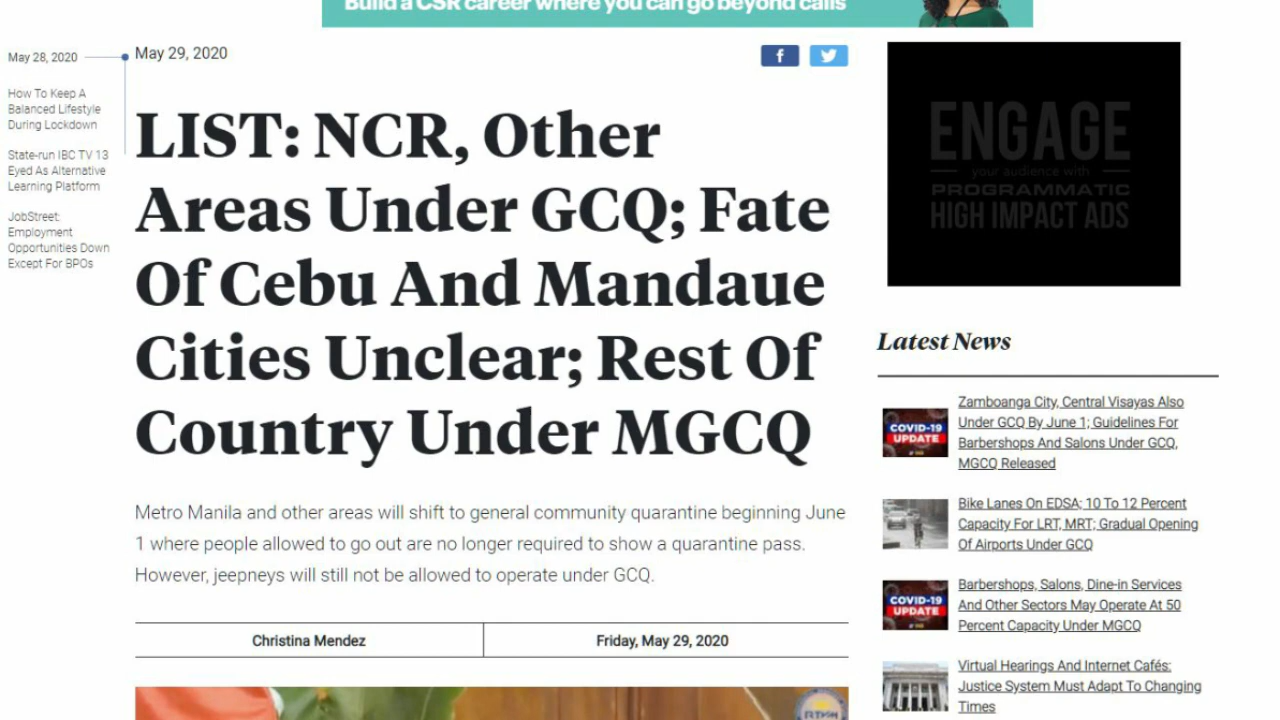 Build a CSR career where you can go beyond calls
May 28, 2020
How To Keep A
Balanced Lifestyle
During Lockdown
State-run IBC TV 13
Eyed As Alternative
Learning Platform
JobStreet:
Employment
Opportunities Down
Except For BPOs
May 29, 2020
LIST: NCR, Other
Areas Under GCQ; Fate
Of Cebu And Mandaue
Cities Unclear; Rest Of
Country Under MGCQ
Metro Manila and other areas will shift to general community quarantine beginning June
1 where people allowed to go out are no longer required to show a quarantine pass.
However, jeepneys will still not be allowed to operate under GCQ.
Christina Mendez
Friday, May 29, 2020
ENGAGE
your audience with
PROGRAMMATIC
HIGH IMPACT ADS
Latest News
COVID-19
UPDATE
Zamboanga City, Central Visayas Also
Under GCQ By June 1; Guidelines For
Barbershops And Salons Under GCQ,
MGCQ Released
Bike Lanes On EDSA; 10 To 12 Percent
Capacity For LRT, MRT; Gradual Opening
Of Airports Under GCQ
COVID-19
UPDATE
Barbershops, Salons, Dine-in Services
And Other Sectors May Operate At 50
Percent Capacity Under MGCQ
Virtual Hearings And Internet Cafés:
Justice System Must Adapt To Changing
Times